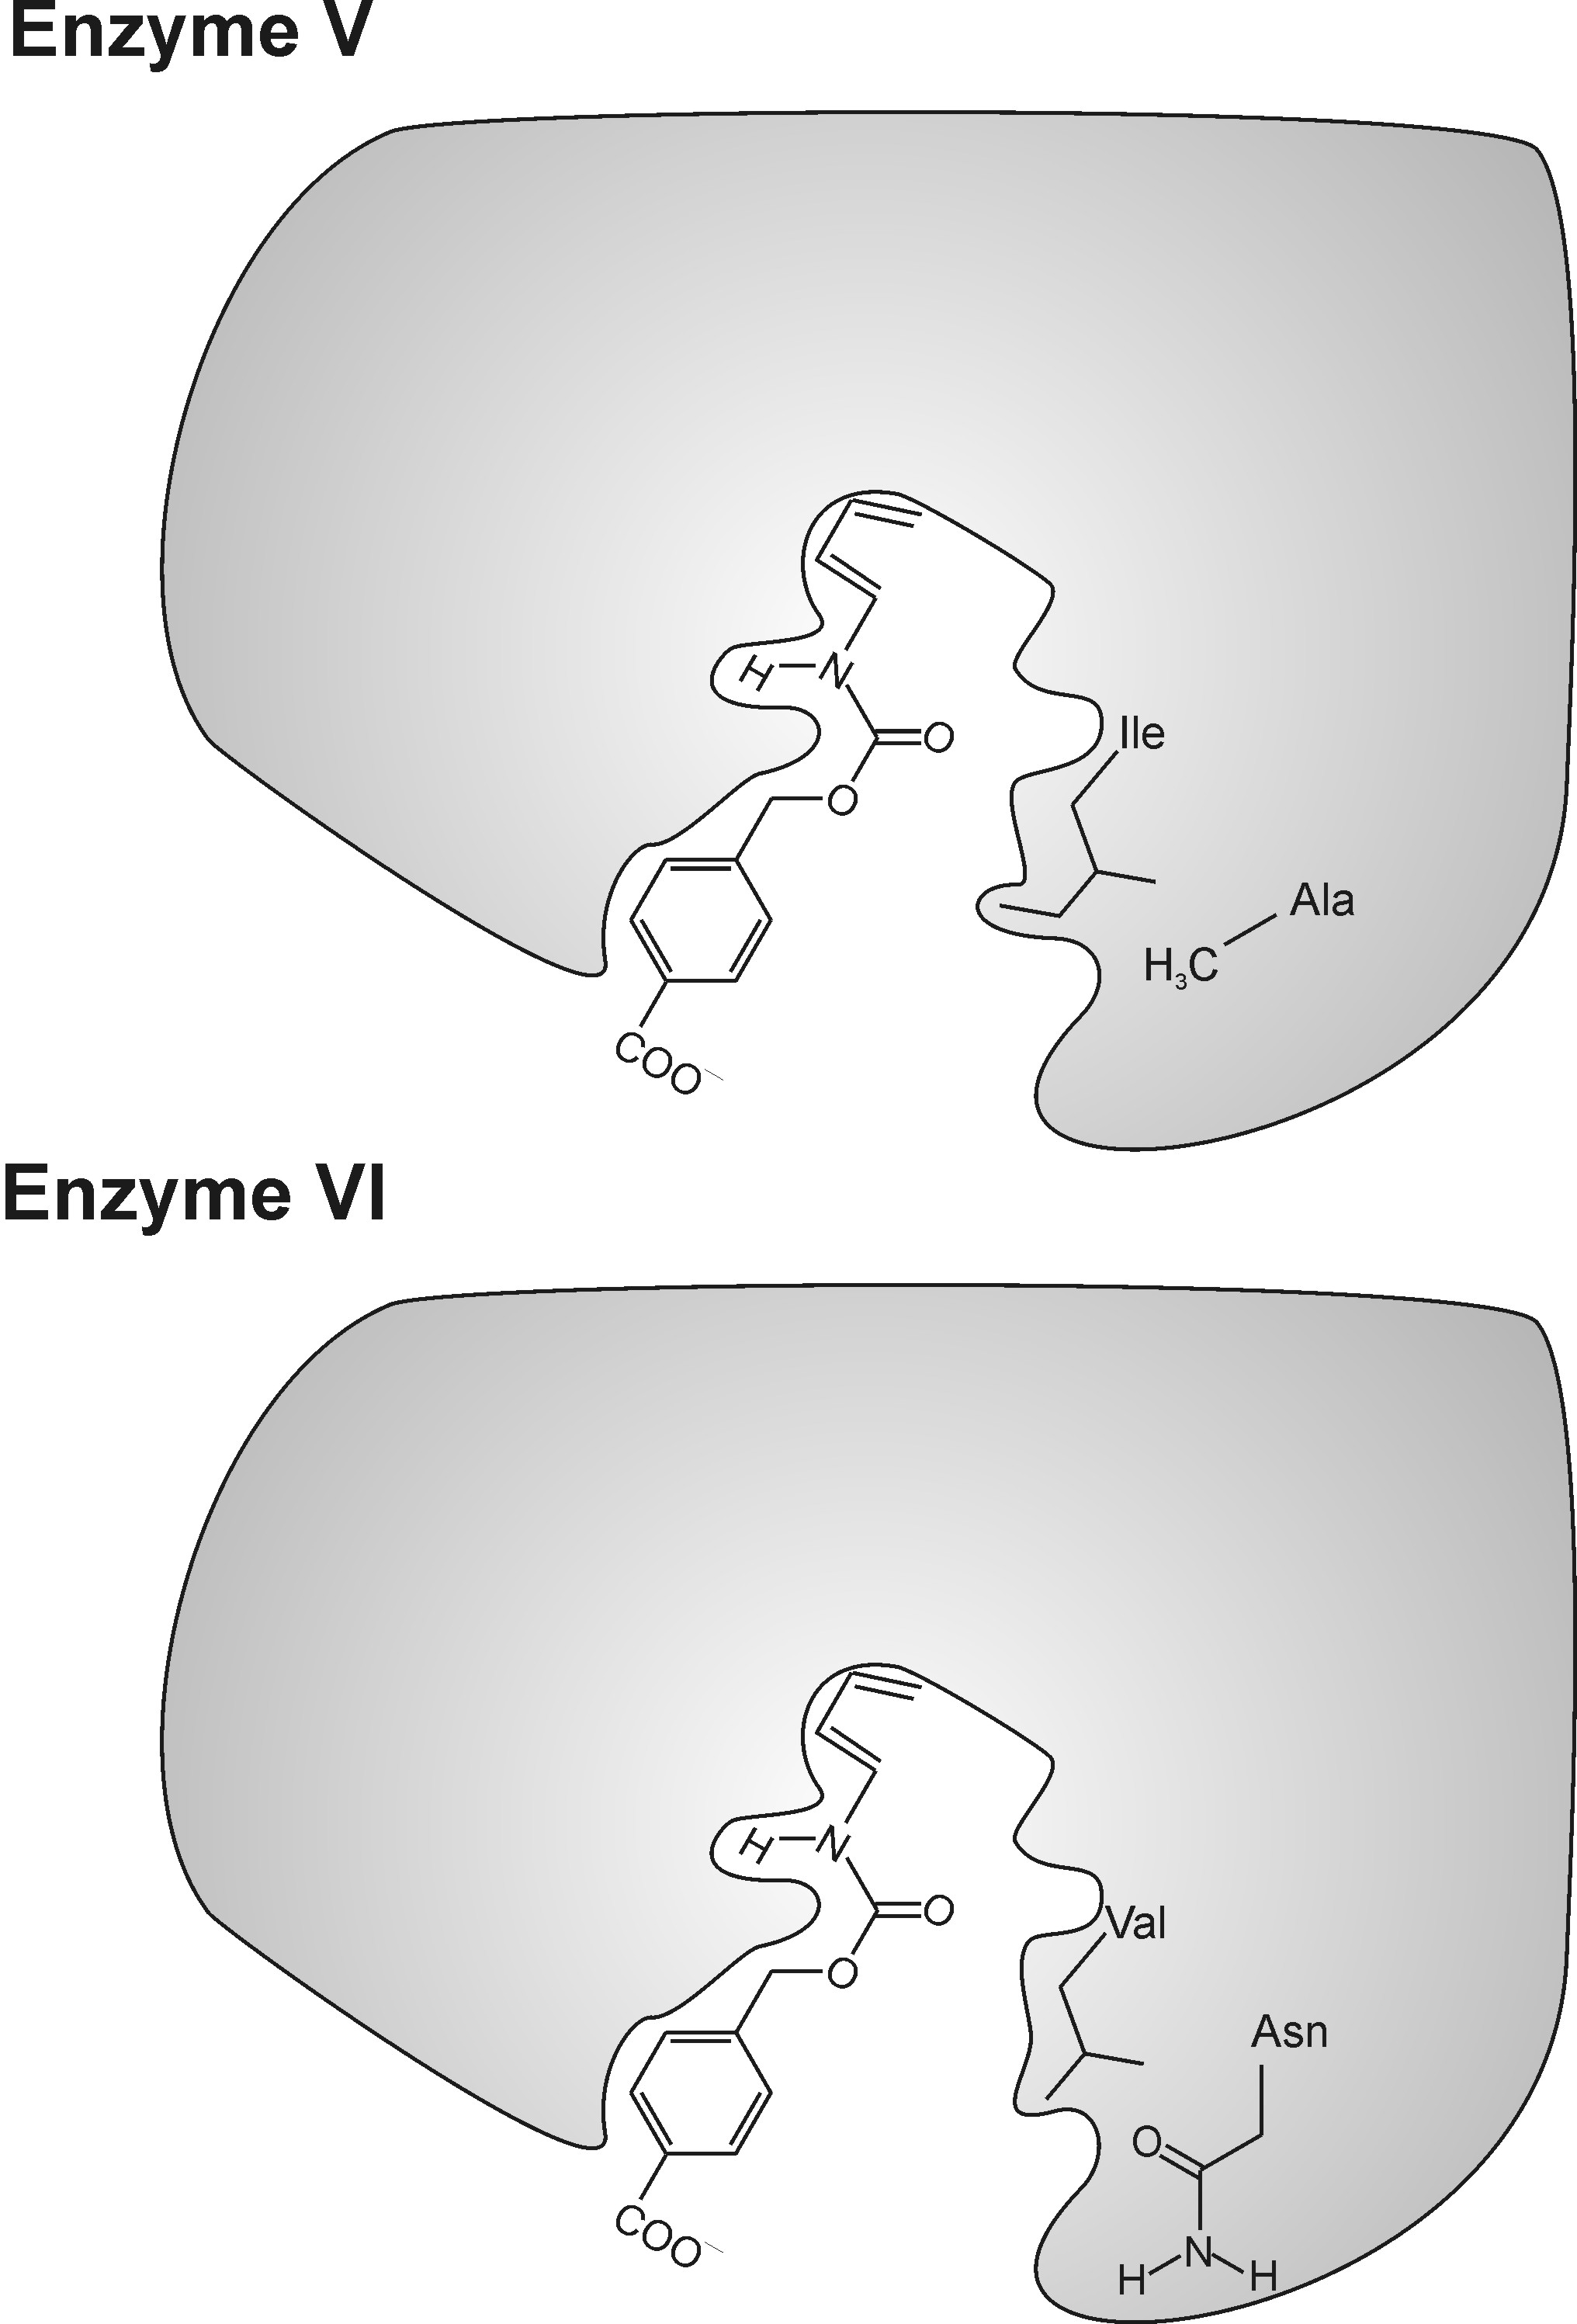 Enzyme V
H N
O
Ile
O
Ala
H₃C
COO⁻
Enzyme VI
H N
O
Val
O
Asn
O
COO⁻
N
H H